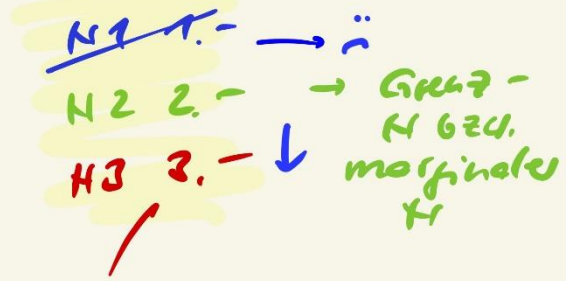 N1 1.-
N2 2.- → Grenz-
N bzw.
N3 3.-
marginaler
N